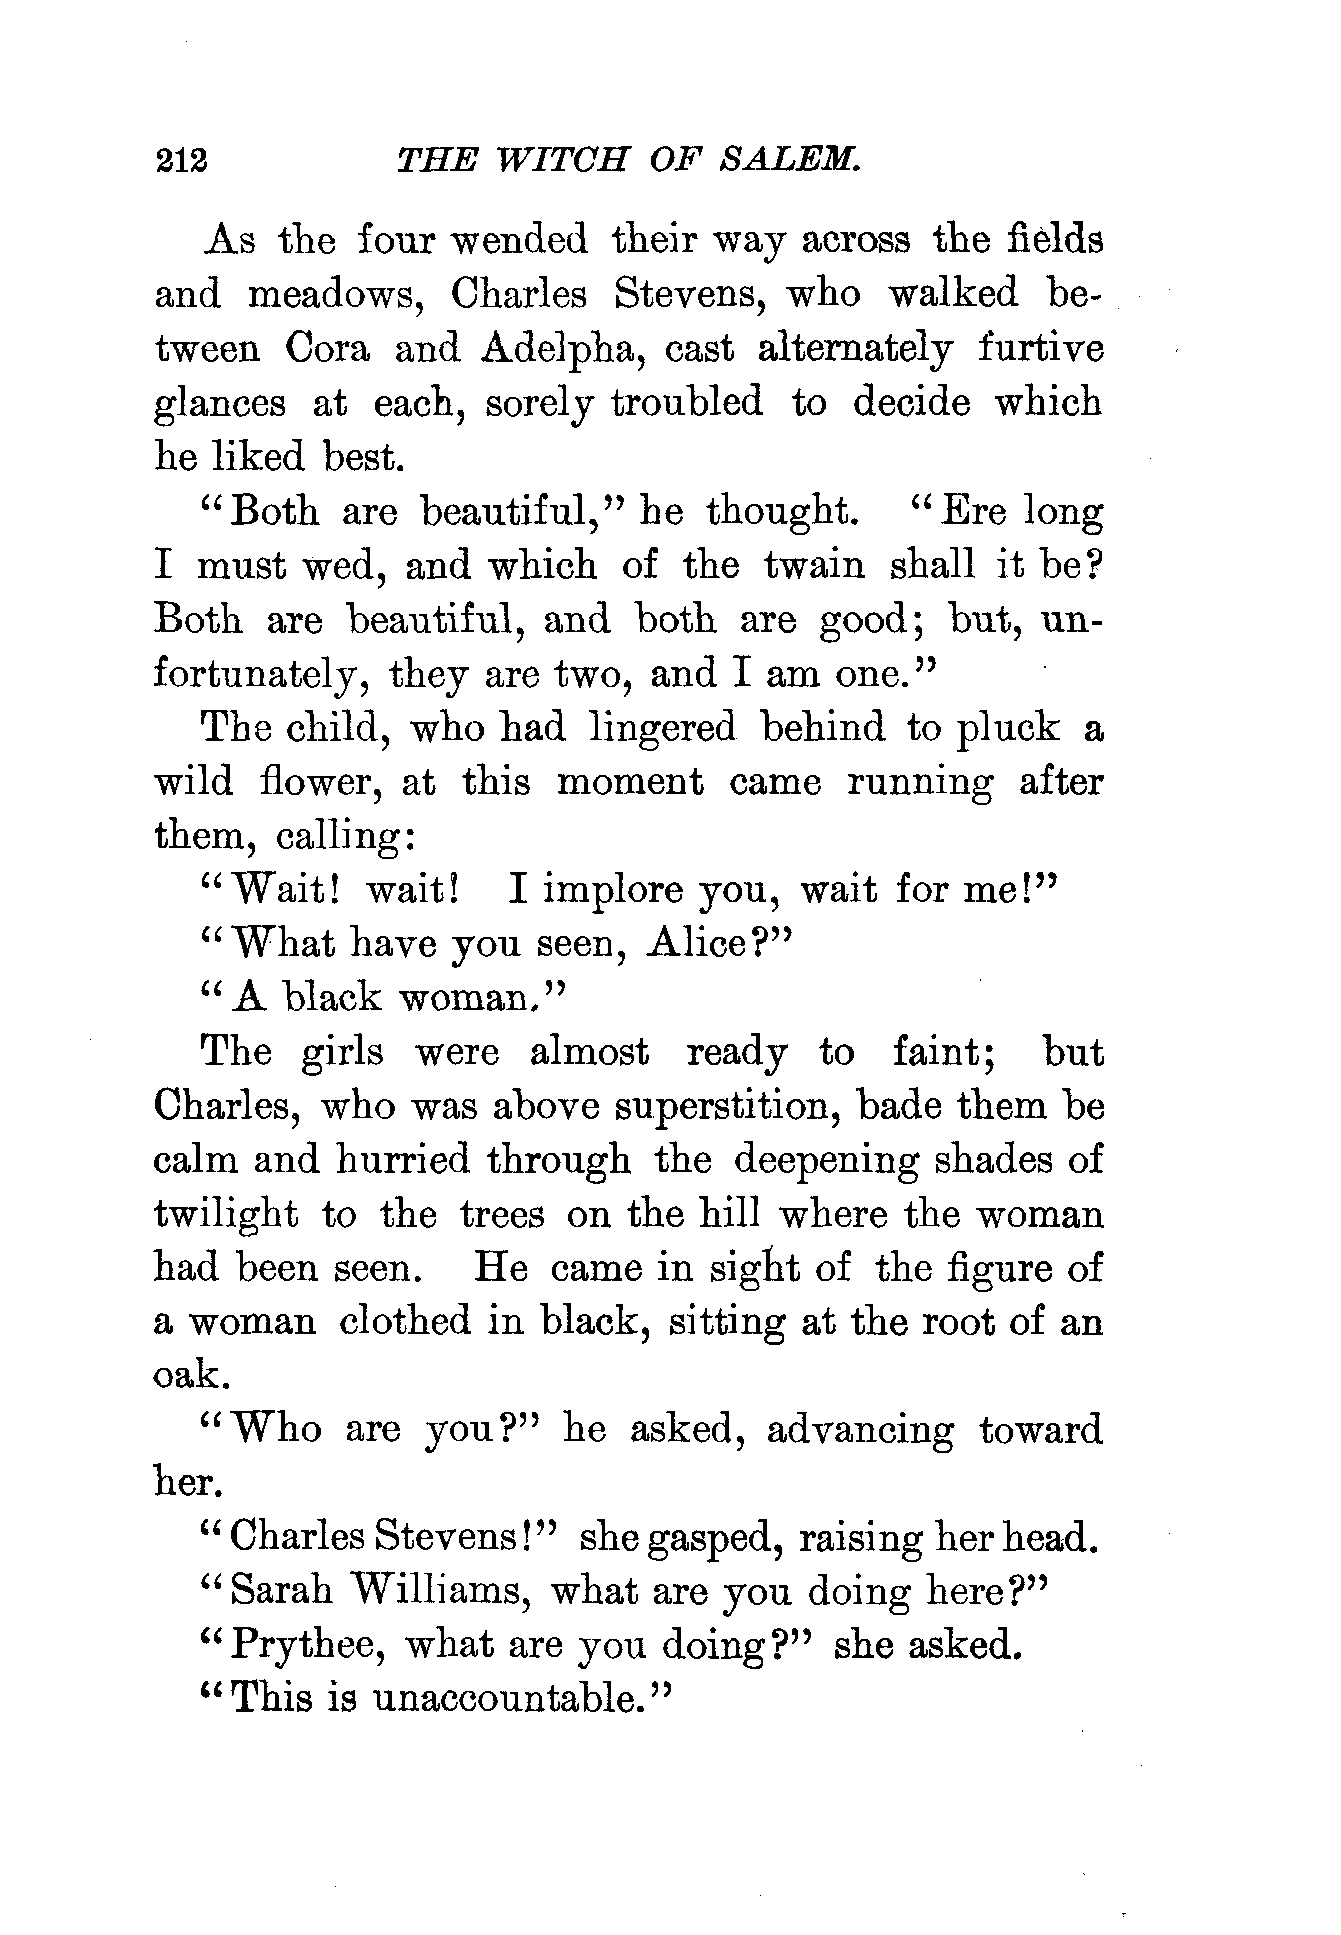 212 THE WITCH OF SALEM.
As the four wended their way across the fields
and meadows, Charles Stevens, who walked be-
tween Cora and Adelpha, cast alternately furtive
glances at each, sorely troubled to decide which
he liked best.
“Both are beautiful,” he thought. “Ere long
I must wed, and which of the twain shall it be?
Both are beautiful, and both are good; but, un-
fortunately, they are two, and I am one.”
The child, who had lingered behind to pluck a
wild flower, at this moment came running after
them, calling:
“Wait! wait! I implore you, wait for me!”
“What have you seen, Alice?”
“A black woman.”
The girls were almost ready to faint; but
Charles, who was above superstition, bade them be
calm and hurried through the deepening shades of
twilight to the trees on the hill where the woman
had been seen. He came in sight of the figure of
a woman clothed in black, sitting at the root of an
oak.
“Who are you?” he asked, advancing toward
her.
“Charles Stevens!” she gasped, raising her head.
“Sarah Williams, what are you doing here?”
“Prythee, what are you doing?” she asked.
“This is unaccountable.”